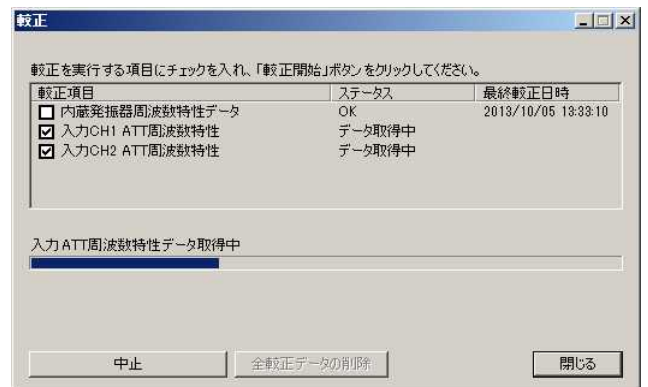 較正
較正を実行する項目にチェックを入れ、「較正開始」ボタンをクリックしてください。
較正項目 ステータス 最終較正日時
内蔵発振器周波数特性データ OK 2013/10/05 13:33:10
入力CH1 ATT周波数特性 データ取得中
入力CH2 ATT周波数特性 データ取得中
入力ATT周波数特性データ取得中
中止 全較正データの削除 閉じる